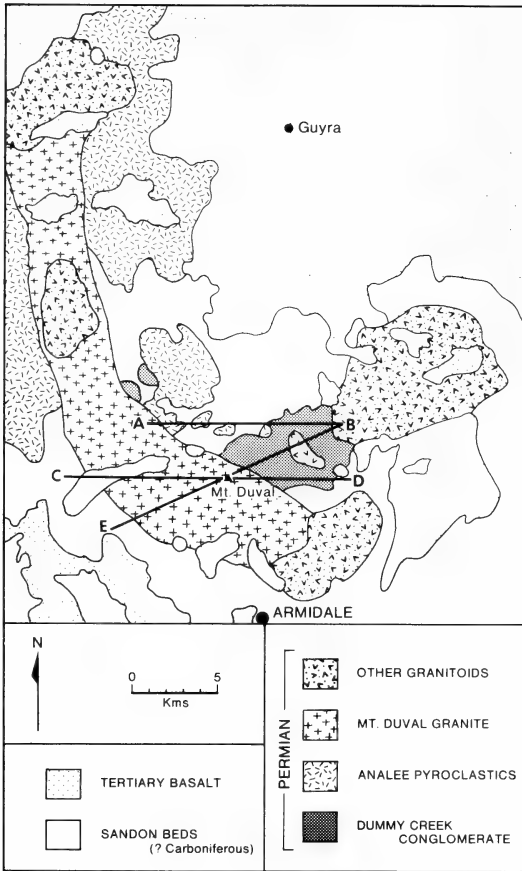 Guyra
A
B
C
D
Mt. Duval
E
ARMIDALE
N
0 5
Kms
TERTIARY BASALT
SANDON BEDS
(? Carboniferous)
PERMIAN
OTHER GRANITOIDS
MT. DUVAL GRANITE
ANALEE PYROCLASTICS
DUMMY CREEK
CONGLOMERATE